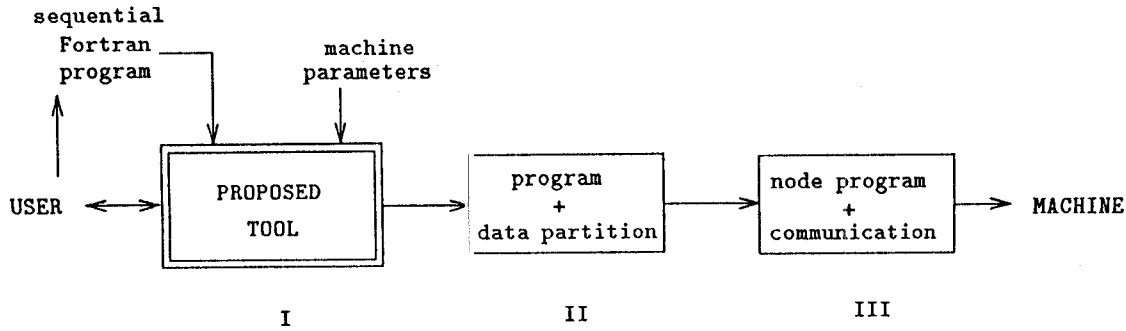 sequential
Fortran
program
machine
parameters
USER
PROPOSED
TOOL
program
+
data partition
node program
+
communication
MACHINE
I
II
III